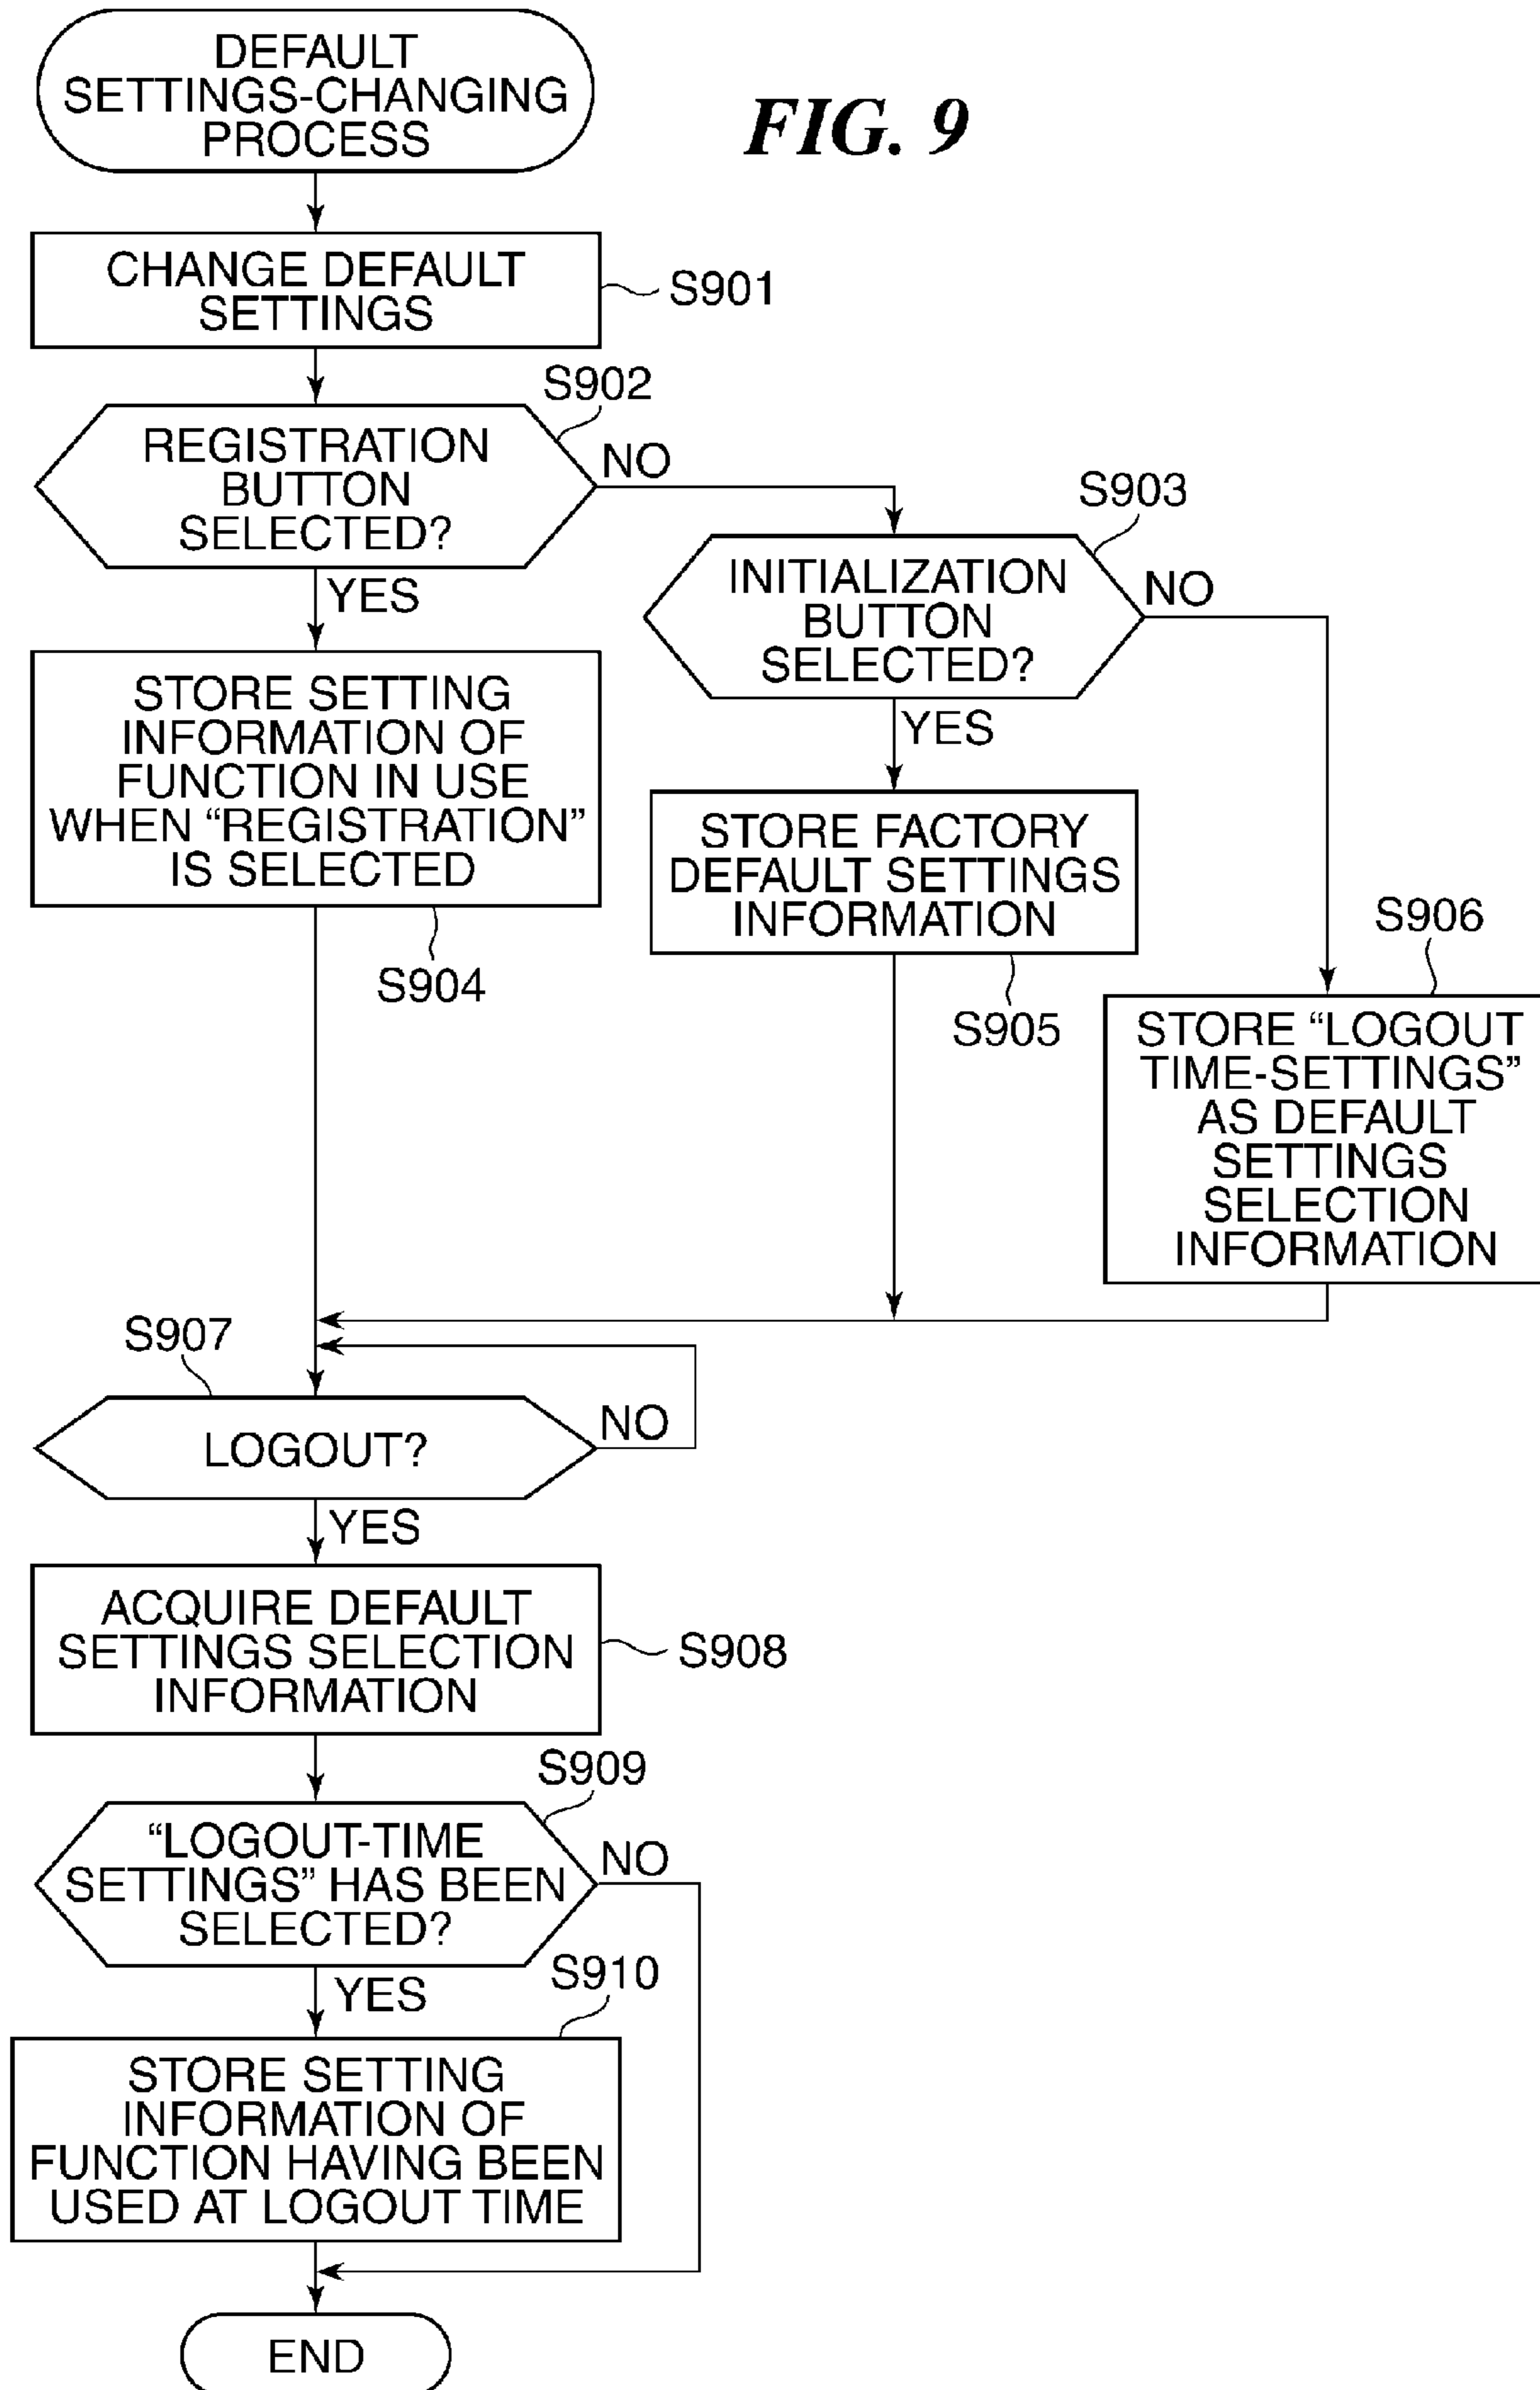 DEFAULT
SETTINGS-CHANGING
PROCESS
FIG. 9
CHANGE DEFAULT
SETTINGS
S901
S902
REGISTRATION
BUTTON
SELECTED?
NO
YES
S903
INITIALIZATION
BUTTON
SELECTED?
NO
YES
STORE SETTING
INFORMATION OF
FUNCTION IN USE
WHEN “REGISTRATION”
IS SELECTED
S904
STORE FACTORY
DEFAULT SETTINGS
INFORMATION
S905
S906
STORE “LOGOUT
TIME-SETTINGS”
AS DEFAULT
SETTINGS
SELECTION
INFORMATION
S907
LOGOUT?
NO
YES
ACQUIRE DEFAULT
SETTINGS SELECTION
INFORMATION
S908
S909
“LOGOUT-TIME
SETTINGS” HAS BEEN
SELECTED?
NO
YES
S910
STORE SETTING
INFORMATION OF
FUNCTION HAVING BEEN
USED AT LOGOUT TIME
END